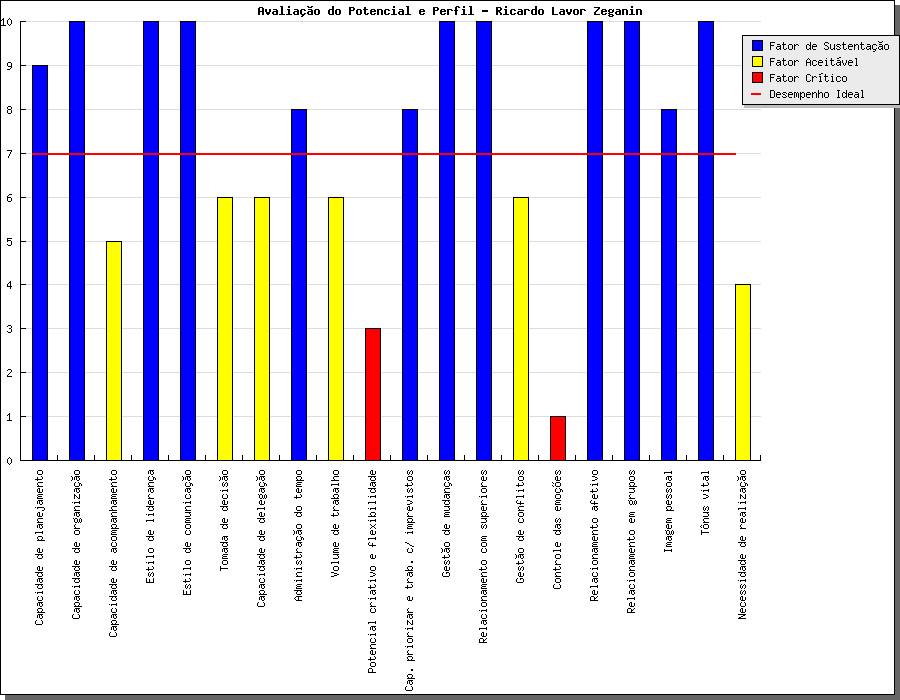 Avaliação do Potencial e Perfil - Ricardo Lavor Zeganin
10
9
8
7
6
5
4
3
2
1
0
Fator de Sustentação
Fator Aceitável
Fator Crítico
Desempenho Ideal
Capacidade de planejamento
Capacidade de organização
Capacidade de acompanhamento
Estilo de liderança
Estilo de comunicação
Tomada de decisão
Capacidade de delegação
Administração do tempo
Volume de trabalho
Potencial criativo e flexibilidade
Cap. priorizar e trab. c/ imprevistos
Gestão de mudanças
Relacionamento com superiores
Gestão de conflitos
Controle das emoções
Relacionamento afetivo
Relacionamento em grupos
Imagem pessoal
Tônus vital
Necessidade de realização